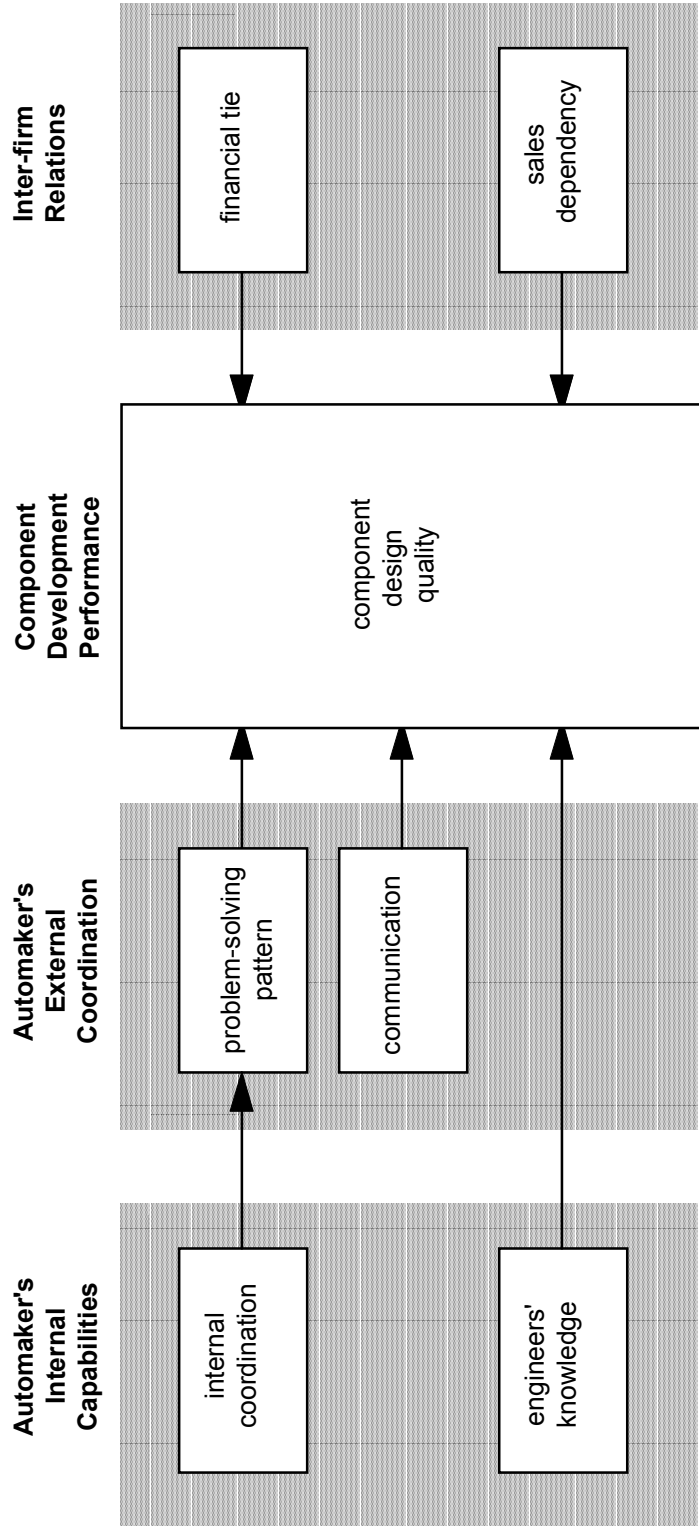 Automaker's
Internal
Capabilities
Automaker's
External
Coordination
Component
Development
Performance
Inter-firm
Relations
internal
coordination
problem-solving
pattern
component
design
quality
financial tie
communication
engineers'
knowledge
sales
dependency